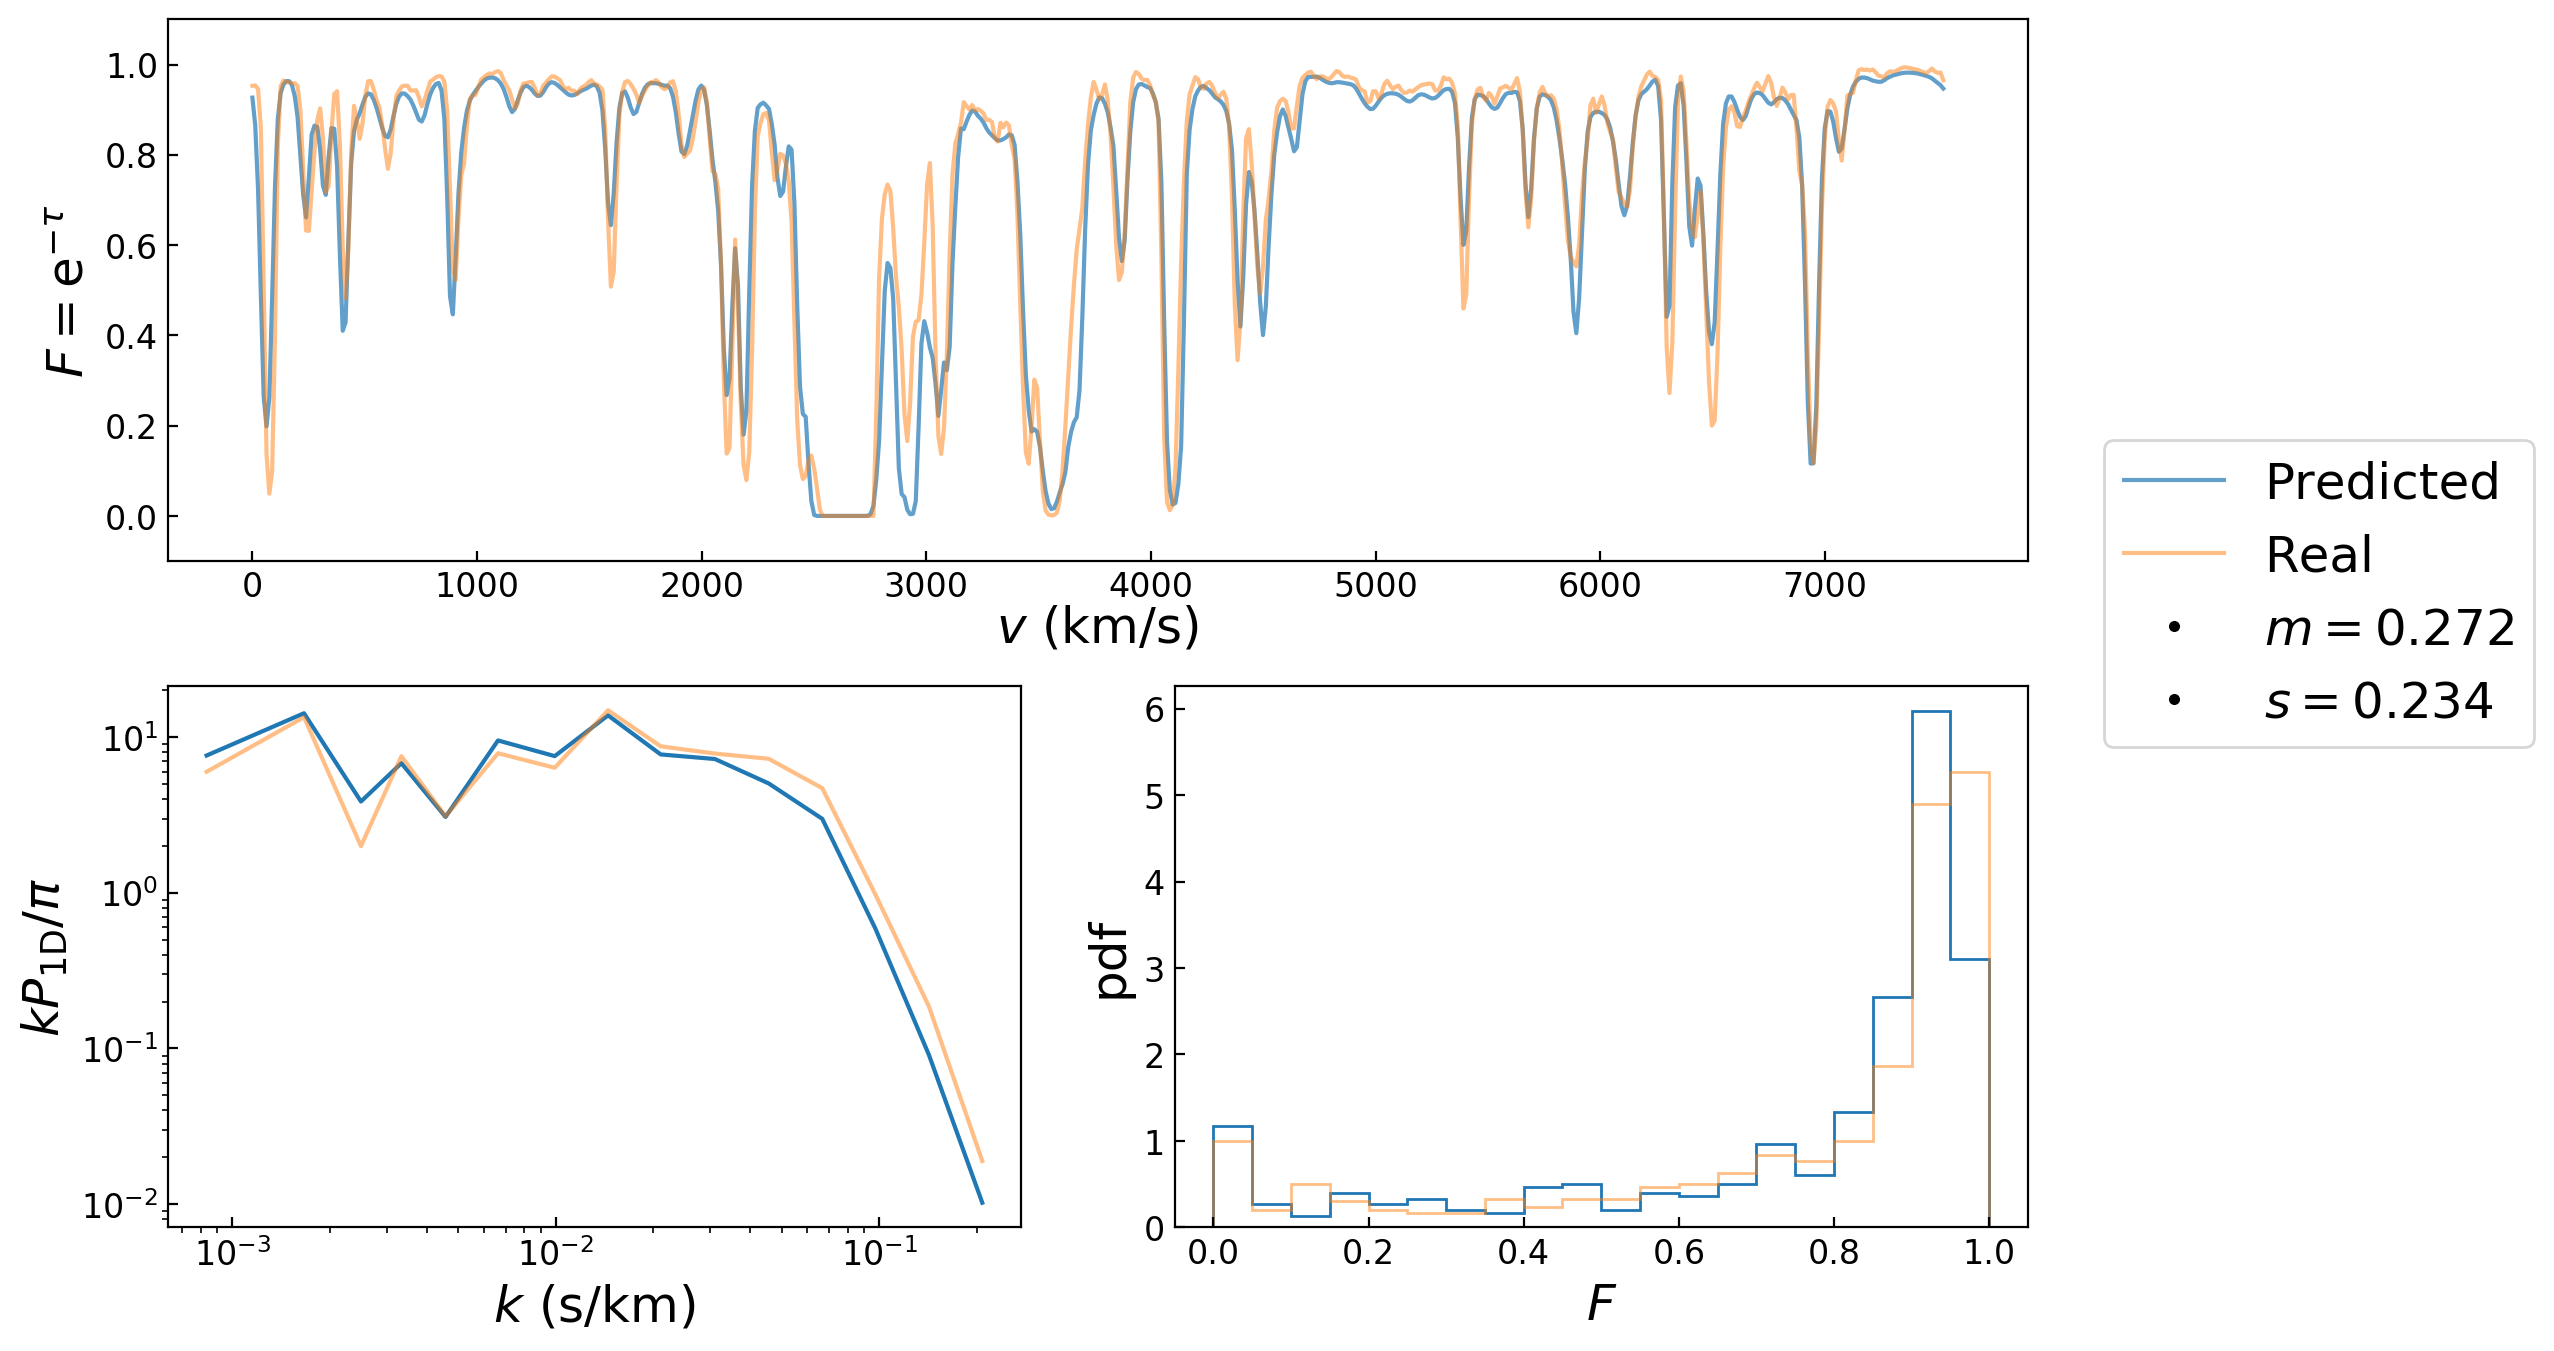 F = e^{−τ}
1.0
0.8
0.6
0.4
0.2
0.0
0 1000 2000 3000 4000 5000 6000 7000
v (km/s)
Predicted
Real
m = 0.272
s = 0.234
kP_{1D}/π
10^1
10^0
10^{−1}
10^{−2}
10^{−3} 10^{−2} 10^{−1}
k (s/km)
pdf
6
5
4
3
2
1
0
0.0 0.2 0.4 0.6 0.8 1.0
F